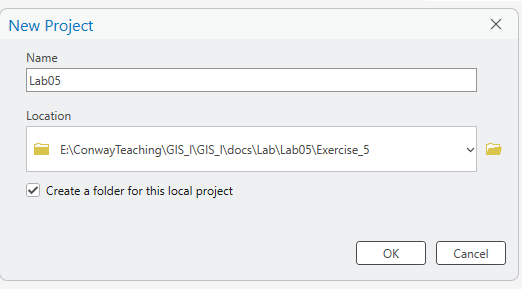 New Project
Name
Lab05
Location
E:\ConwayTeaching\GIS_I\GIS_I\docs\Lab\Lab05\Exercise_5
Create a folder for this local project
OK Cancel